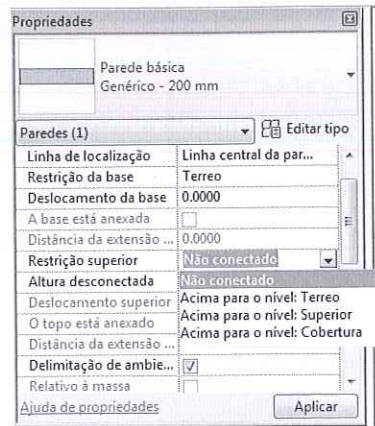 Propriedades
Parede básica
Genérico - 200 mm
Paredes (1)
Editar tipo
Linha de localização Linha central da par...
Restrição da base Terreo
Deslocamento da base 0.0000
A base está anexada
Distância da extensão ... 0.0000
Restrição superior Não conectado
Altura desconectada Não conectado
Deslocamento superior Acima para o nível: Terreo
O topo está anexado Acima para o nível: Superior
Distância da extensão ... Acima para o nível: Cobertura
Delimitação de ambie...
Relativo à massa
Ajuda de propriedades Aplicar